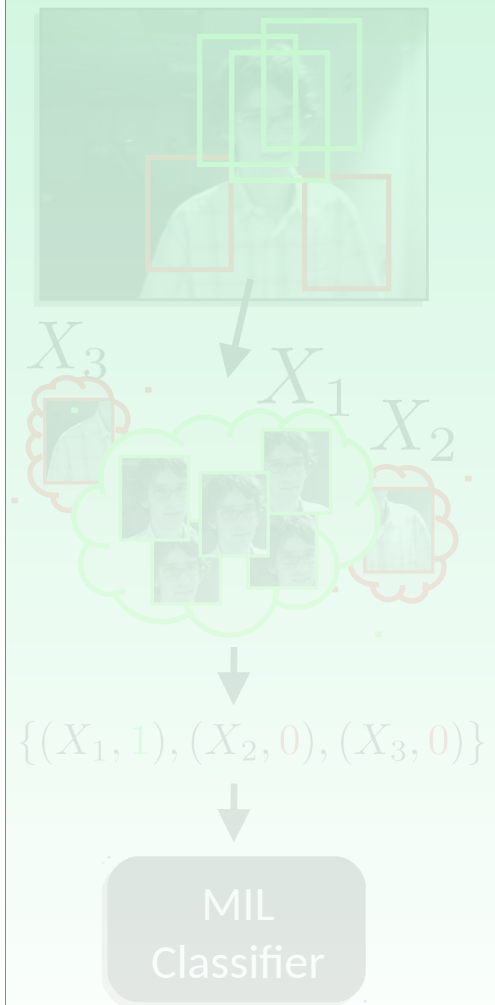 X₃
X₁
X₂
{(X₁, 1), (X₂, 0), (X₃, 0)}
MIL
Classifier